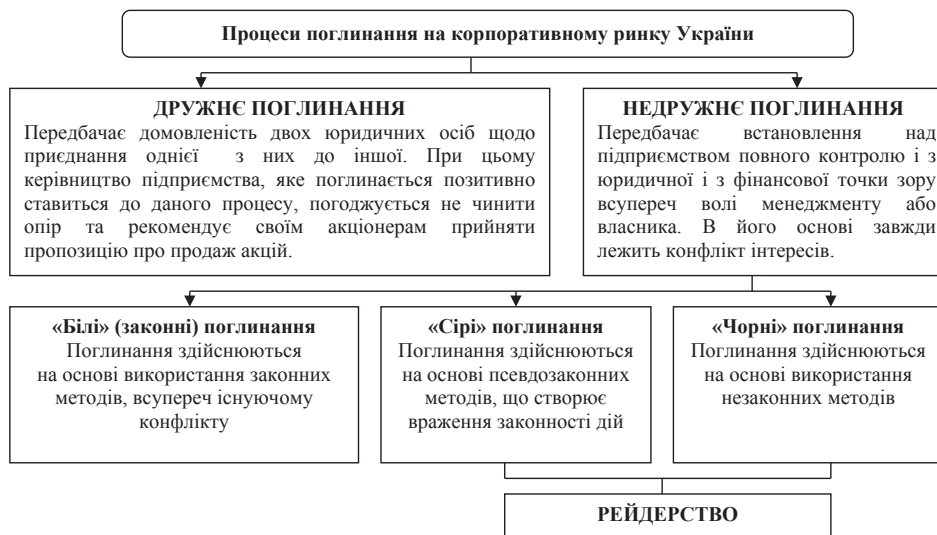 Процеси поглинання на корпоративному ринку України
ДРУЖНЄ ПОГЛИНАННЯ
Передбачає домовленість двох юридичних осіб щодо
приєднання однієї з них до іншої. При цьому
керівництво підприємства, яке поглинається позитивно
ставиться до даного процесу, погоджується не чинити
опір та рекомендує своїм акціонерам прийняти
пропозицію про продаж акцій.
НЕДРУЖНЄ ПОГЛИНАННЯ
Передбачає встановлення над
підприємством повного контролю і з
юридичної і з фінансової точки зору
всупереч волі менеджменту або
власника. В його основі завжди
лежить конфлікт інтересів.
«Білі» (законні) поглинання
Поглинання здійснюються
на основі використання законних
методів, всупереч існуючому
конфлікту
«Сірі» поглинання
Поглинання здійснюються
на основі псевдозаконних
методів, що створює
враження законності дій
«Чорні» поглинання
Поглинання здійснюються
на основі використання
незаконних методів
РЕЙДЕРСТВО